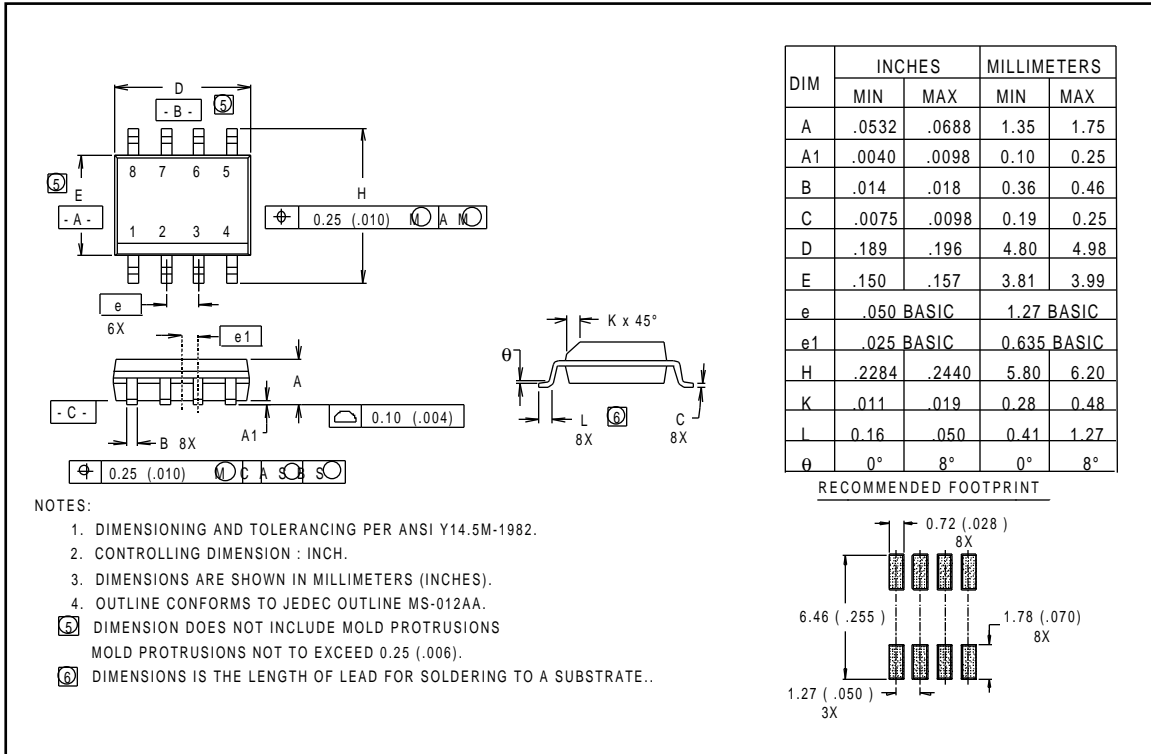 D
- B -
5
8 7 6 5
5
E
H
- A -
0.25 (.010) M A M
1 2 3 4
e
6X
e1
K x 45°
θ
A
- C -
0.10 (.004)
A1
L
8X
6
C
8X
B 8X
0.25 (.010) M C A S B S
NOTES:
1. DIMENSIONING AND TOLERANCING PER ANSI Y14.5M-1982.
2. CONTROLLING DIMENSION : INCH.
3. DIMENSIONS ARE SHOWN IN MILLIMETERS (INCHES).
4. OUTLINE CONFORMS TO JEDEC OUTLINE MS-012AA.
5 DIMENSION DOES NOT INCLUDE MOLD PROTRUSIONS
MOLD PROTRUSIONS NOT TO EXCEED 0.25 (.006).
6 DIMENSIONS IS THE LENGTH OF LEAD FOR SOLDERING TO A SUBSTRATE..
DIM INCHES MILLIMETERS
MIN MAX MIN MAX
A .0532 .0688 1.35 1.75
A1 .0040 .0098 0.10 0.25
B .014 .018 0.36 0.46
C .0075 .0098 0.19 0.25
D .189 .196 4.80 4.98
E .150 .157 3.81 3.99
e .050 BASIC 1.27 BASIC
e1 .025 BASIC 0.635 BASIC
H .2284 .2440 5.80 6.20
K .011 .019 0.28 0.48
L 0.16 .050 0.41 1.27
θ 0° 8° 0° 8°
RECOMMENDED FOOTPRINT
0.72 (.028 )
8X
6.46 ( .255 )
1.78 (.070)
8X
1.27 ( .050 )
3X